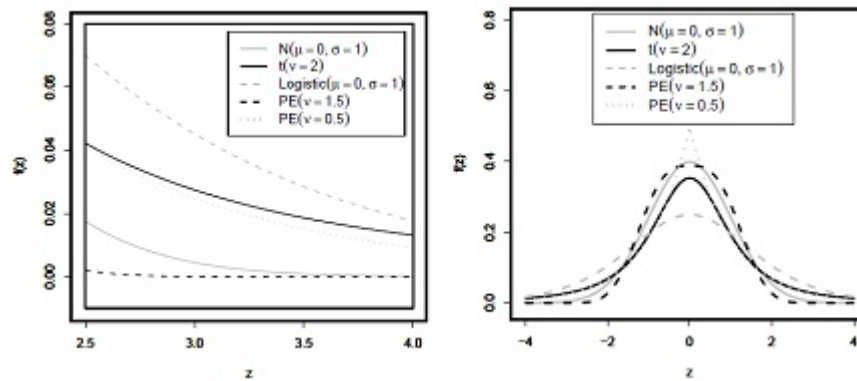 0.08
0.06
0.04
0.02
0.00
f(z)
N(μ=0, σ=1)
t(ν=2)
Logistic(μ=0, σ=1)
PE(ν=1.5)
PE(ν=0.5)
2.5
3.0
3.5
4.0
z
0.8
0.6
0.4
0.2
0.0
f(z)
N(μ=0, σ=1)
t(ν=2)
Logistic(μ=0, σ=1)
PE(ν=1.5)
PE(ν=0.5)
−4
−2
0
2
4
z